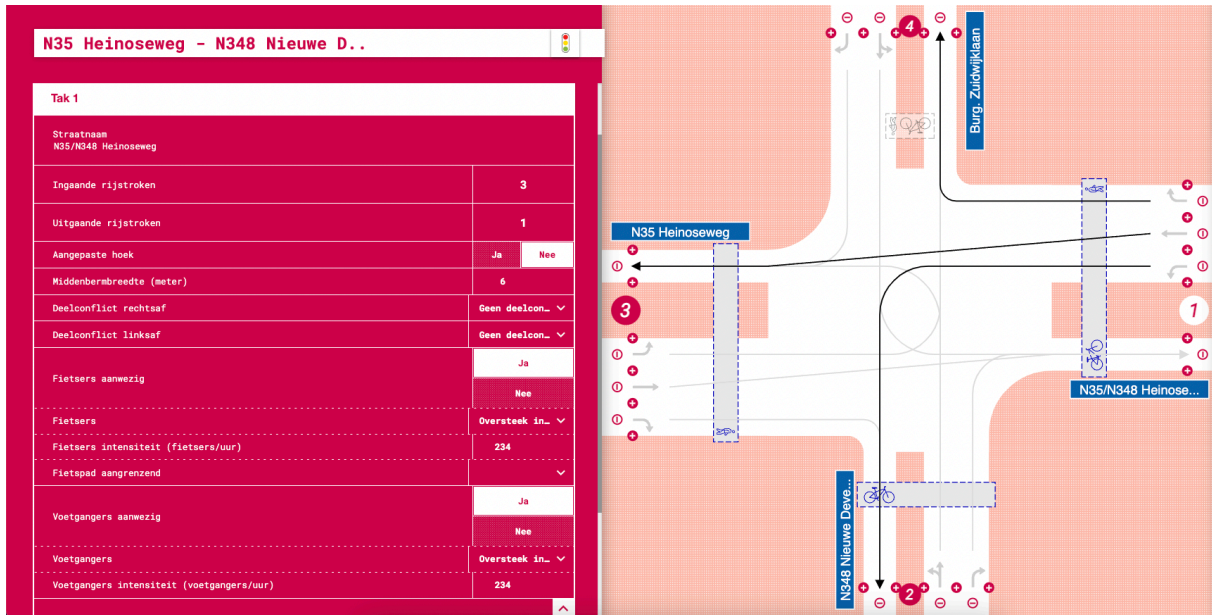 N35 Heinoseweg - N348 Nieuwe D..
Tak 1
Straatnaam
N35/N348 Heinoseweg
Ingaande rijstroken 3
Uitgaande rijstroken 1
Aangepaste hoek Ja Nee
Middenbermbreedte (meter) 6
Deelconflict rechtsaf Geen deelcon…
Deelconflict linksaf Geen deelcon…
Fietsers aanwezig Ja
Nee
Fietsers Oversteek in…
Fietsers intensiteit (fietsers/uur) 234
Fietspad aangrenzend
Voetgangers aanwezig Ja
Nee
Voetgangers Oversteek in…
Voetgangers intensiteit (voetgangers/uur) 234
4
Burg. Zuidwijklaan
N35 Heinoseweg
3
1
N35/N348 Heinose...
N348 Nieuwe Deve...
2